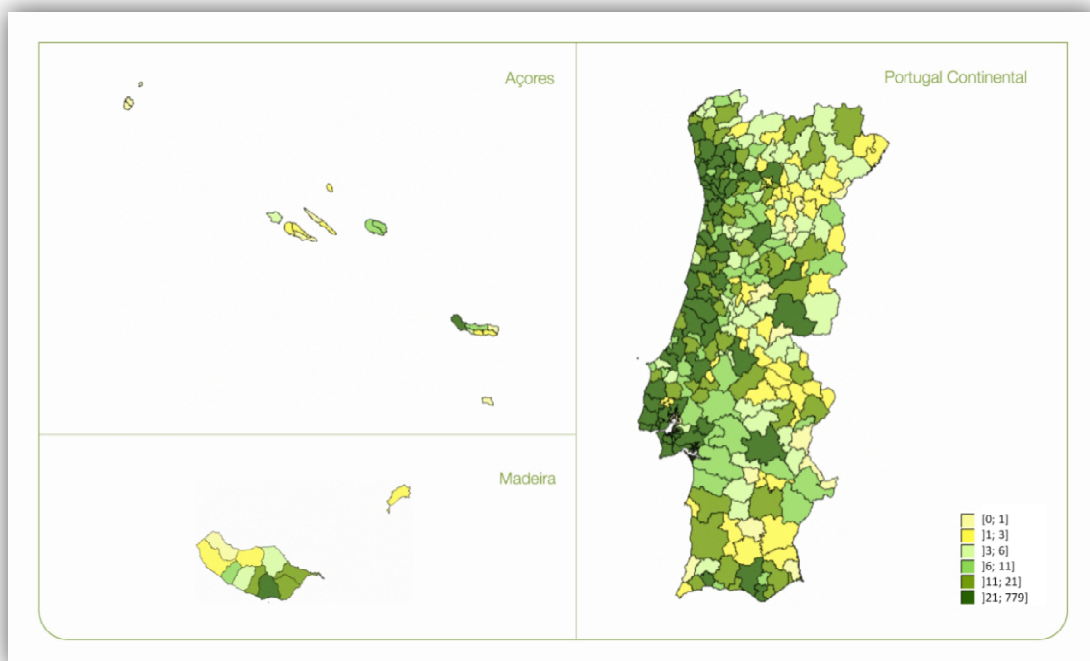 Açores
Portugal Continental
Madeira
[0; 1]
]1; 3]
]3; 6]
]6; 11]
]11; 21]
]21; 779]